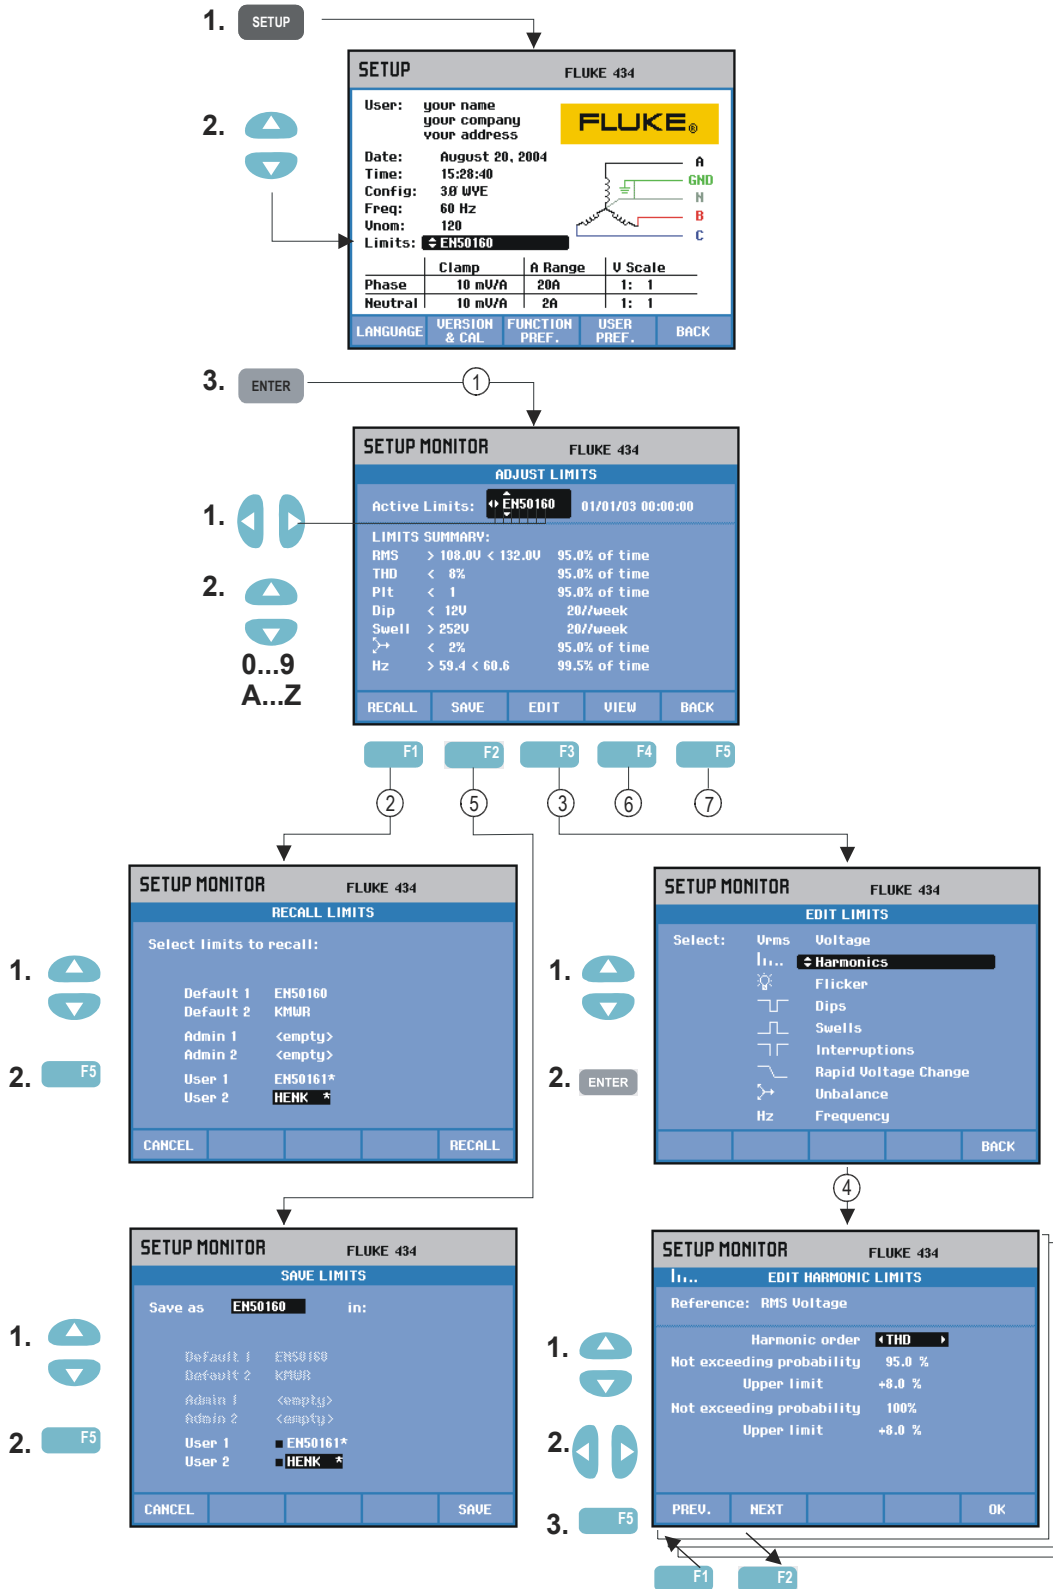 1. SETUP
SETUP FLUKE 434
User: your name
your company
your address
FLUKE®
2.
Date: August 20, 2004
Time: 15:28:40
Config: 3Ø WYE
Freq: 60 Hz
Vnom: 120
Limits: EN50160
A
GND
N
B
C
Clamp A Range V Scale
Phase 10 mV/A 20A 1: 1
Neutral 10 mV/A 2A 1: 1
LANGUAGE VERSION & CAL FUNCTION PREF. USER PREF. BACK
3. ENTER 1
SETUP MONITOR FLUKE 434
ADJUST LIMITS
1.
Active Limits: EN50160 01/01/03 00:00:00
LIMITS SUMMARY:
RMS > 108.0V < 132.0V 95.0% of time
THD < 8% 95.0% of time
2.
Plt < 1 95.0% of time
Dip < 12V 20//week
Swell > 252V 20//week
< 2% 95.0% of time
Hz > 59.4 < 60.6 99.5% of time
0...9
A...Z
RECALL SAVE EDIT VIEW BACK
F1 F2 F3 F4 F5
2 5 3 6 7
SETUP MONITOR FLUKE 434
RECALL LIMITS
Select limits to recall:
1.
Default 1 EN50160
Default 2 KMWR
Admin 1 <empty>
Admin 2 <empty>
2. F5
User 1 EN50161*
User 2 HENK *
CANCEL RECALL
SETUP MONITOR FLUKE 434
EDIT LIMITS
Select: Vrms Voltage
1.
Harmonics
Flicker
Dips
Swells
Interruptions
2. ENTER
Rapid Voltage Change
Unbalance
Hz Frequency
BACK
4
SETUP MONITOR FLUKE 434
SAVE LIMITS
Save as EN50160 in:
1.
Default 1 EN50160
Default 2 KMWR
Admin 1 <empty>
Admin 2 <empty>
2. F5
User 1 EN50161*
User 2 HENK *
CANCEL SAVE
SETUP MONITOR FLUKE 434
EDIT HARMONIC LIMITS
Reference: RMS Voltage
1.
Harmonic order THD
Not exceeding probability 95.0 %
Upper limit +8.0 %
Not exceeding probability 100%
Upper limit +8.0 %
2.
3. F5
PREV. NEXT OK
F1 F2